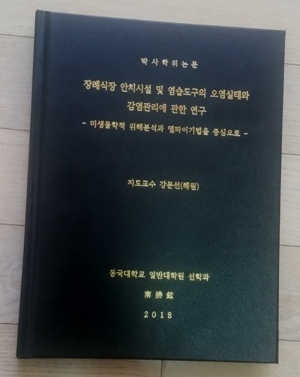 박사학위논문
장례식장 안치시설 및 염습도구의 오염실태와
감염관리에 관한 연구
- 미생물학적 위해분석과 델파이기법을 중심으로 -
지도교수 강문선(혜원)
동국대학교 일반대학원 선학과
南勝鉉
2018